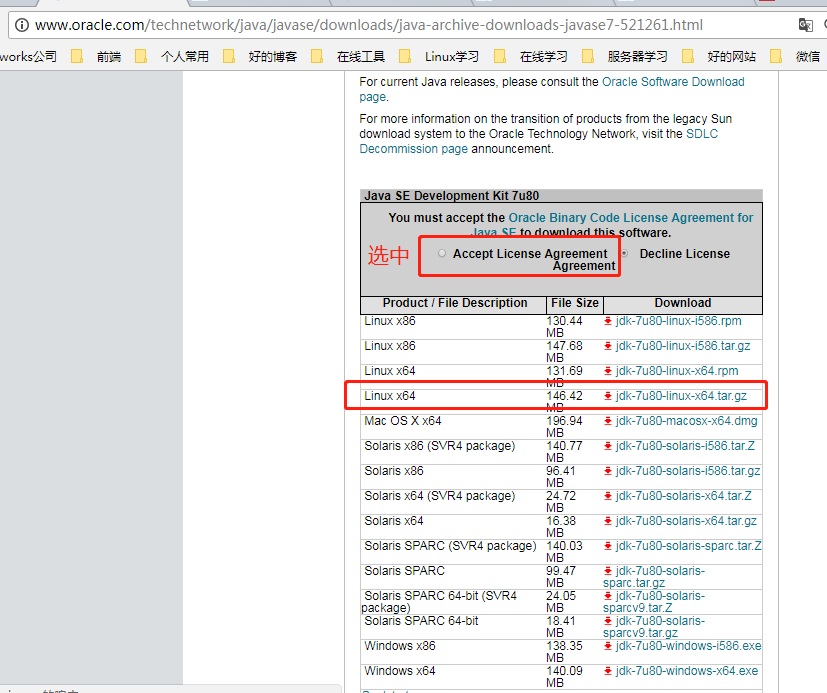 www.oracle.com/technetwork/java/javase/downloads/java-archive-downloads-javase7-521261.html
works公司 前端 个人常用 好的博客 在线工具 Linux学习 在线学习 服务器学习 好的网站 微信
For current Java releases, please consult the Oracle Software Download
page.
For more information on the transition of products from the legacy Sun
download system to the Oracle Technology Network, visit the SDLC
Decommission page announcement.
Java SE Development Kit 7u80
You must accept the Oracle Binary Code License Agreement for
Java SE to download this software.
选中 Accept License Agreement Decline License
Agreement
Product / File Description File Size Download
Linux x86 130.44 MB jdk-7u80-linux-i586.rpm
Linux x86 147.68 MB jdk-7u80-linux-i586.tar.gz
Linux x64 131.69 MB jdk-7u80-linux-x64.rpm
Linux x64 146.42 MB jdk-7u80-linux-x64.tar.gz
Mac OS X x64 196.94 MB jdk-7u80-macosx-x64.dmg
Solaris x86 (SVR4 package) 140.77 MB jdk-7u80-solaris-i586.tar.Z
Solaris x86 96.41 MB jdk-7u80-solaris-i586.tar.gz
Solaris x64 (SVR4 package) 24.72 MB jdk-7u80-solaris-x64.tar.Z
Solaris x64 16.38 MB jdk-7u80-solaris-x64.tar.gz
Solaris SPARC (SVR4 package) 140.03 MB jdk-7u80-solaris-sparc.tar.Z
Solaris SPARC 99.47 MB jdk-7u80-solaris-
sparc.tar.gz
Solaris SPARC 64-bit (SVR4 24.05 MB jdk-7u80-solaris-
package) sparcv9.tar.Z
Solaris SPARC 64-bit 18.41 MB jdk-7u80-solaris-
sparcv9.tar.gz
Windows x86 138.35 MB jdk-7u80-windows-i586.exe
Windows x64 140.09 MB jdk-7u80-windows-x64.exe